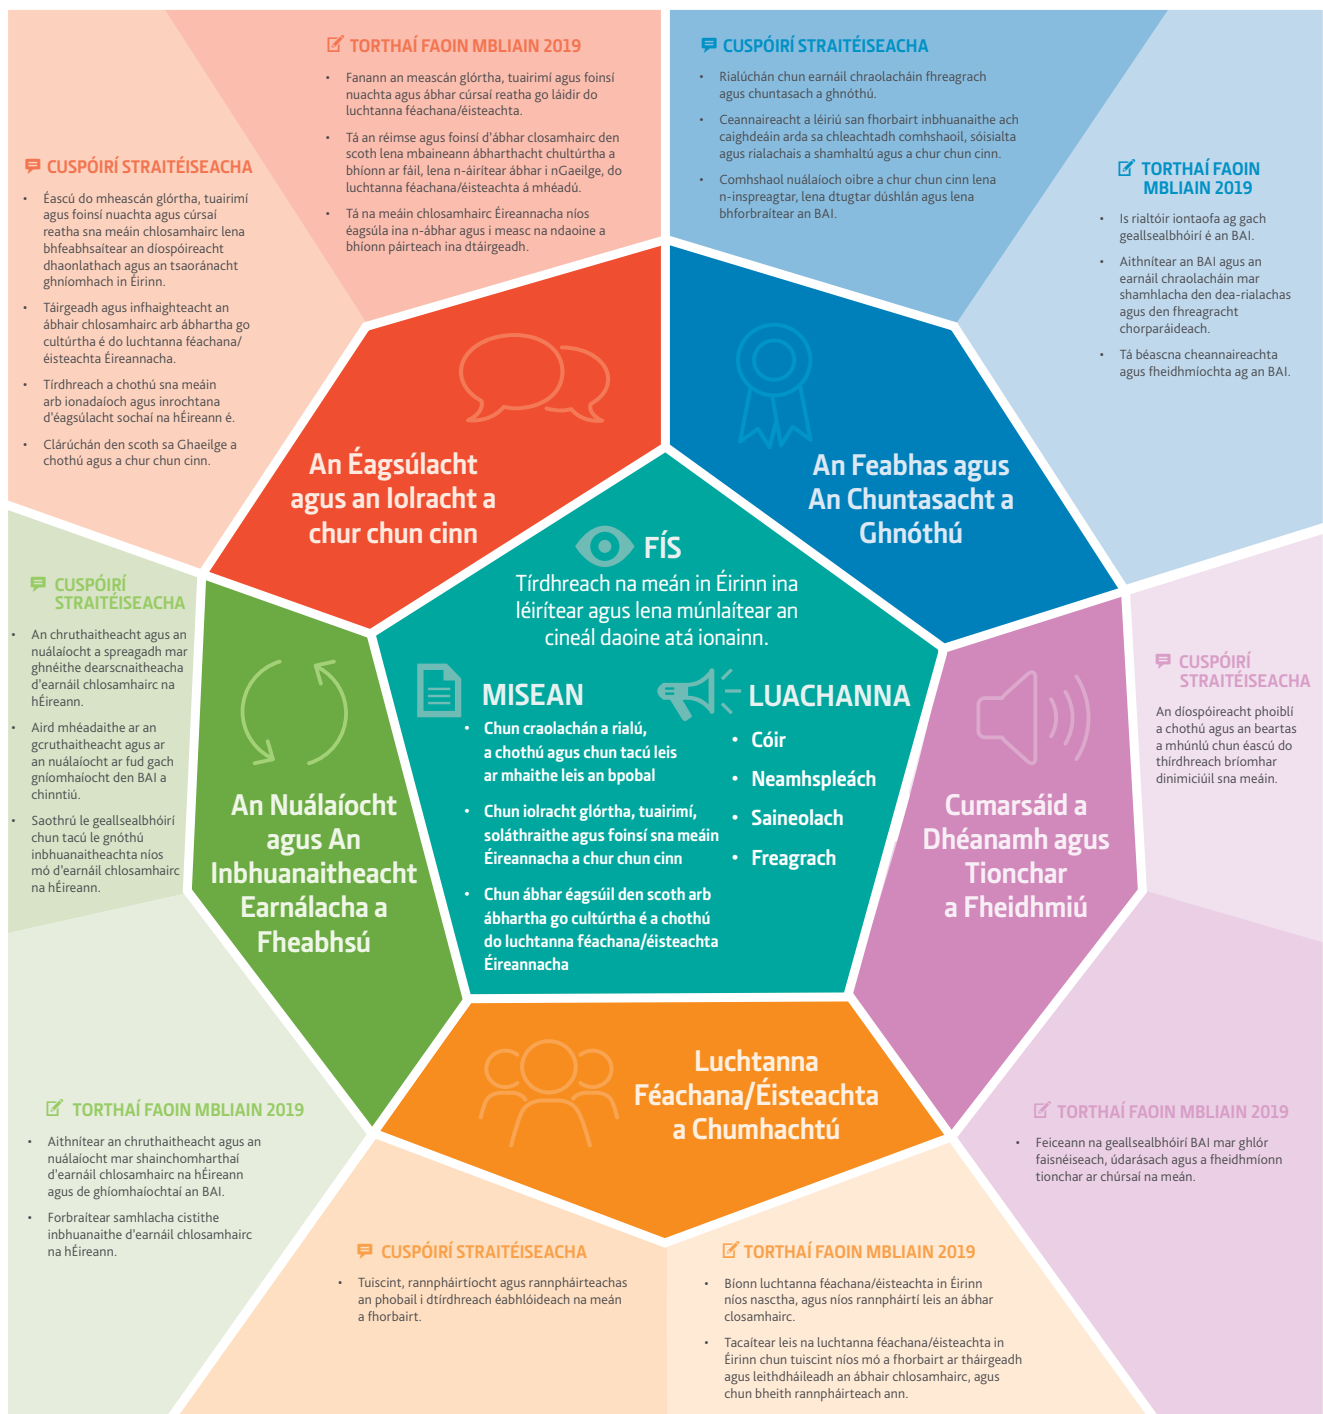 TORTHAÍ FAOIN MBLIAIN 2019
• Fanann an meascán glórtha, tuairimí agus foinsí
nuachta agus ábhar cúrsaí reatha go láidir do
luchtanna féachana/éisteachta.
• Tá an réimse agus foinsí d'ábhar closamhairc den
scoth lena mbaineann ábharthacht chultúrtha a
bhíonn ar fáil, lena n-áirítear ábhar i nGaeilge, do
luchtanna féachana/éisteachta á mhéadú.
• Tá na meáin chlosamhairc Éireannacha níos
éagsúla ina n-ábhar agus i measc na ndaoine a
bhíonn páirteach ina dtáirgeadh.
CUSPÓIRÍ STRAITÉISEACHA
• Rialúchán chun earnáil chraolacháin fhreagrach
agus chuntasach a ghnóthú.
• Ceannaireacht a léiriú san fhorbairt inbhuanaithe ach
caighdeáin arda sa chleachtadh comhshaoil, sóisialta
agus rialachais a shamhaltú agus a chur chun cinn.
• Comhshaol nuálaíoch oibre a chur chun cinn lena
n-inspreagtar, lena dtugtar dúshlán agus lena
bhforbraítear an BAI.
CUSPÓIRÍ STRAITÉISEACHA
• Éascú do mheascán glórtha, tuairimí
agus foinsí nuachta agus cúrsaí
reatha sna meáin chlosamhairc lena
bhfeabhsaítear an díospóireacht
dhaonlathach agus an tsaoránacht
ghníomhach in Éirinn.
• Táirgeadh agus infhaighteacht an
ábhair chlosamhairc arb ábhartha go
cultúrtha é do luchtanna féachana/
éisteachta Éireannacha.
• Tírdhreach a chothú sna meáin
arb ionadaíoch agus inrochtana
d'éagsúlacht sochaí na hÉireann é.
• Clárúchán den scoth sa Ghaeilge a
chothú agus a chur chun cinn.
TORTHAÍ FAOIN
MBLIAIN 2019
• Is rialtóir iontaofa ag gach
geallsealbhóirí é an BAI.
• Aithnítear an BAI agus an
earnáil chraolacháin mar
shamhlacha den dea-rialachas
agus den fhreagracht
chorparáideach.
• Tá béascna cheannaireachta
agus fheidhmíochta ag an BAI.
An Éagsúlacht
agus an Iolracht a
chur chun cinn
An Feabhas agus
An Chuntasacht a
Ghnóthú
FÍS
Tírdhreach na meán in Éirinn ina
léirítear agus lena múnlaítear an
cineál daoine atá ionainn.
MISEAN
• Chun craolachán a rialú,
a chothú agus chun tacú leis
ar mhaithe leis an bpobal
• Chun iolracht glórtha, tuairimí,
soláthraithe agus foinsí sna meáin
Éireannacha a chur chun cinn
• Chun ábhar éagsúil den scoth arb
ábhartha go cultúrtha é a chothú
do luchtanna féachana/éisteachta
Éireannacha
LUACHANNA
• Cóir
• Neamhspleách
• Saineolach
• Freagrach
CUSPÓIRÍ
STRAITÉISEACHA
• An chruthaitheacht agus an
nuálaíocht a spreagadh mar
ghnéithe dearscnaitheacha
d'earnáil chlosamhairc na
hÉireann.
• Aird mhéadaithe ar an
gcruthaitheacht agus ar
an nuálaíocht ar fud gach
gníomhaíocht den BAI a
chinntiú.
• Saothrú le geallsealbhóirí
chun tacú le gnóthú
inbhuanaitheachta níos
mó d'earnáil chlosamhairc
na hÉireann.
An Nuálaíocht
agus An
Inbhuanaitheacht
Earnálacha a
Fheabhsú
Cumarsáid a
Dhéanamh agus
Tionchar
a Fheidhmiú
CUSPÓIRÍ
STRAITÉISEACHA
An díospóireacht phoiblí
a chothú agus an beartas
a mhúnlú chun éascú do
thírdhreach bríomhar
dinimiciúil sna meáin.
Luchtanna
Féachana/Éisteachta
a Chumhachtú
TORTHAÍ FAOIN MBLIAIN 2019
• Aithnítear an chruthaitheacht agus an
nuálaíocht mar shainchomharthaí
d'earnáil chlosamhairc na hÉireann
agus de ghíomhaíochtaí an BAI.
• Forbraítear samhlacha cistithe
inbhuanaithe d'earnáil chlosamhairc
na hÉireann.
TORTHAÍ FAOIN MBLIAIN 2019
• Feiceann na geallsealbhóirí BAI mar ghlór
faisnéiseach, údarásach agus a fheidhmíonn
tionchar ar chúrsaí na meán.
CUSPÓIRÍ STRAITÉISEACHA
• Tuiscint, rannpháirtíocht agus rannpháirteachas
an phobail i dtírdhreach éabhlóideach na meán
a fhorbairt.
TORTHAÍ FAOIN MBLIAIN 2019
• Bíonn luchtanna féachana/éisteachta in Éirinn
níos nasctha, agus níos rannpháirtí leis an ábhar
closamhairc.
• Tacaítear leis na luchtanna féachana/éisteachta in
Éirinn chun tuiscint níos mó a fhorbairt ar tháirgeadh
agus leithdháileadh an ábhair chlosamhairc, agus
chun bheith rannpháirteach ann.